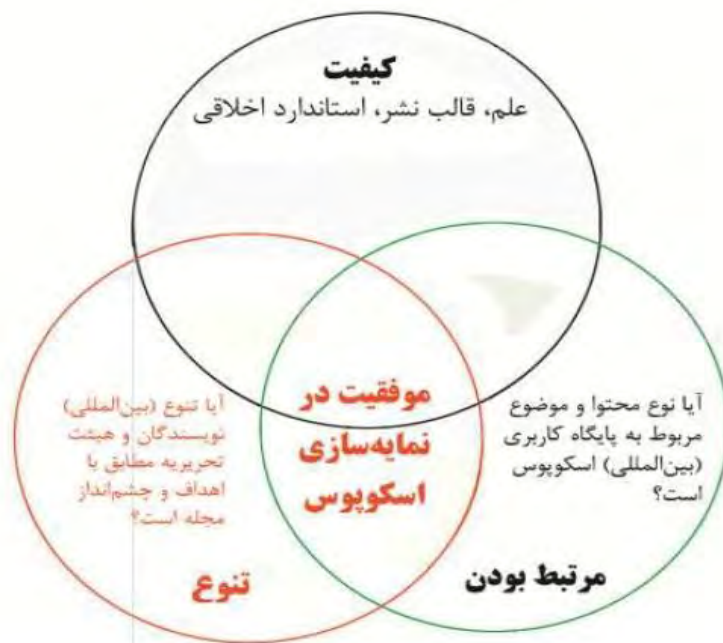 کیفیت
علم، قالب نشر، استاندارد اخلاقی
آیا نوع محتوا و موضوع
مربوط به پایگاه کاربری
(بین‌المللی) اسکوپوس
است؟
مرتبط بودن
موفقیت در
نمایه‌سازی
اسکوپوس
آیا تنوع (بین‌المللی)
نویسندگان و هیئت
تحریریه مطابق با
اهداف و چشم‌انداز
مجله است؟
تنوع